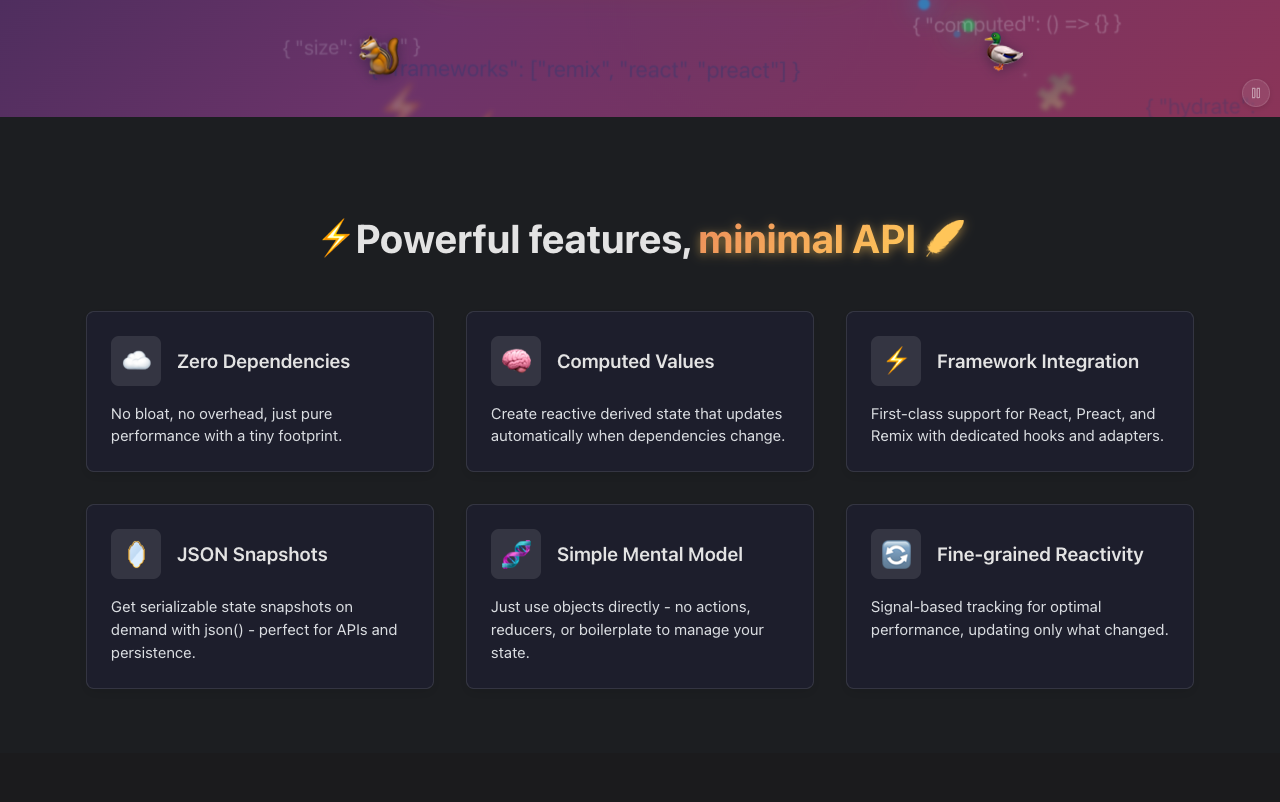 { "computed": () => {} }
{ "size": " }
"frameworks": ["remix", "react", "preact"] }
{ "hydrate"
Powerful features, minimal API
Zero Dependencies
No bloat, no overhead, just pure
performance with a tiny footprint.
Computed Values
Create reactive derived state that updates
automatically when dependencies change.
Framework Integration
First-class support for React, Preact, and
Remix with dedicated hooks and adapters.
JSON Snapshots
Get serializable state snapshots on
demand with json() - perfect for APIs and
persistence.
Simple Mental Model
Just use objects directly - no actions,
reducers, or boilerplate to manage your
state.
Fine-grained Reactivity
Signal-based tracking for optimal
performance, updating only what changed.